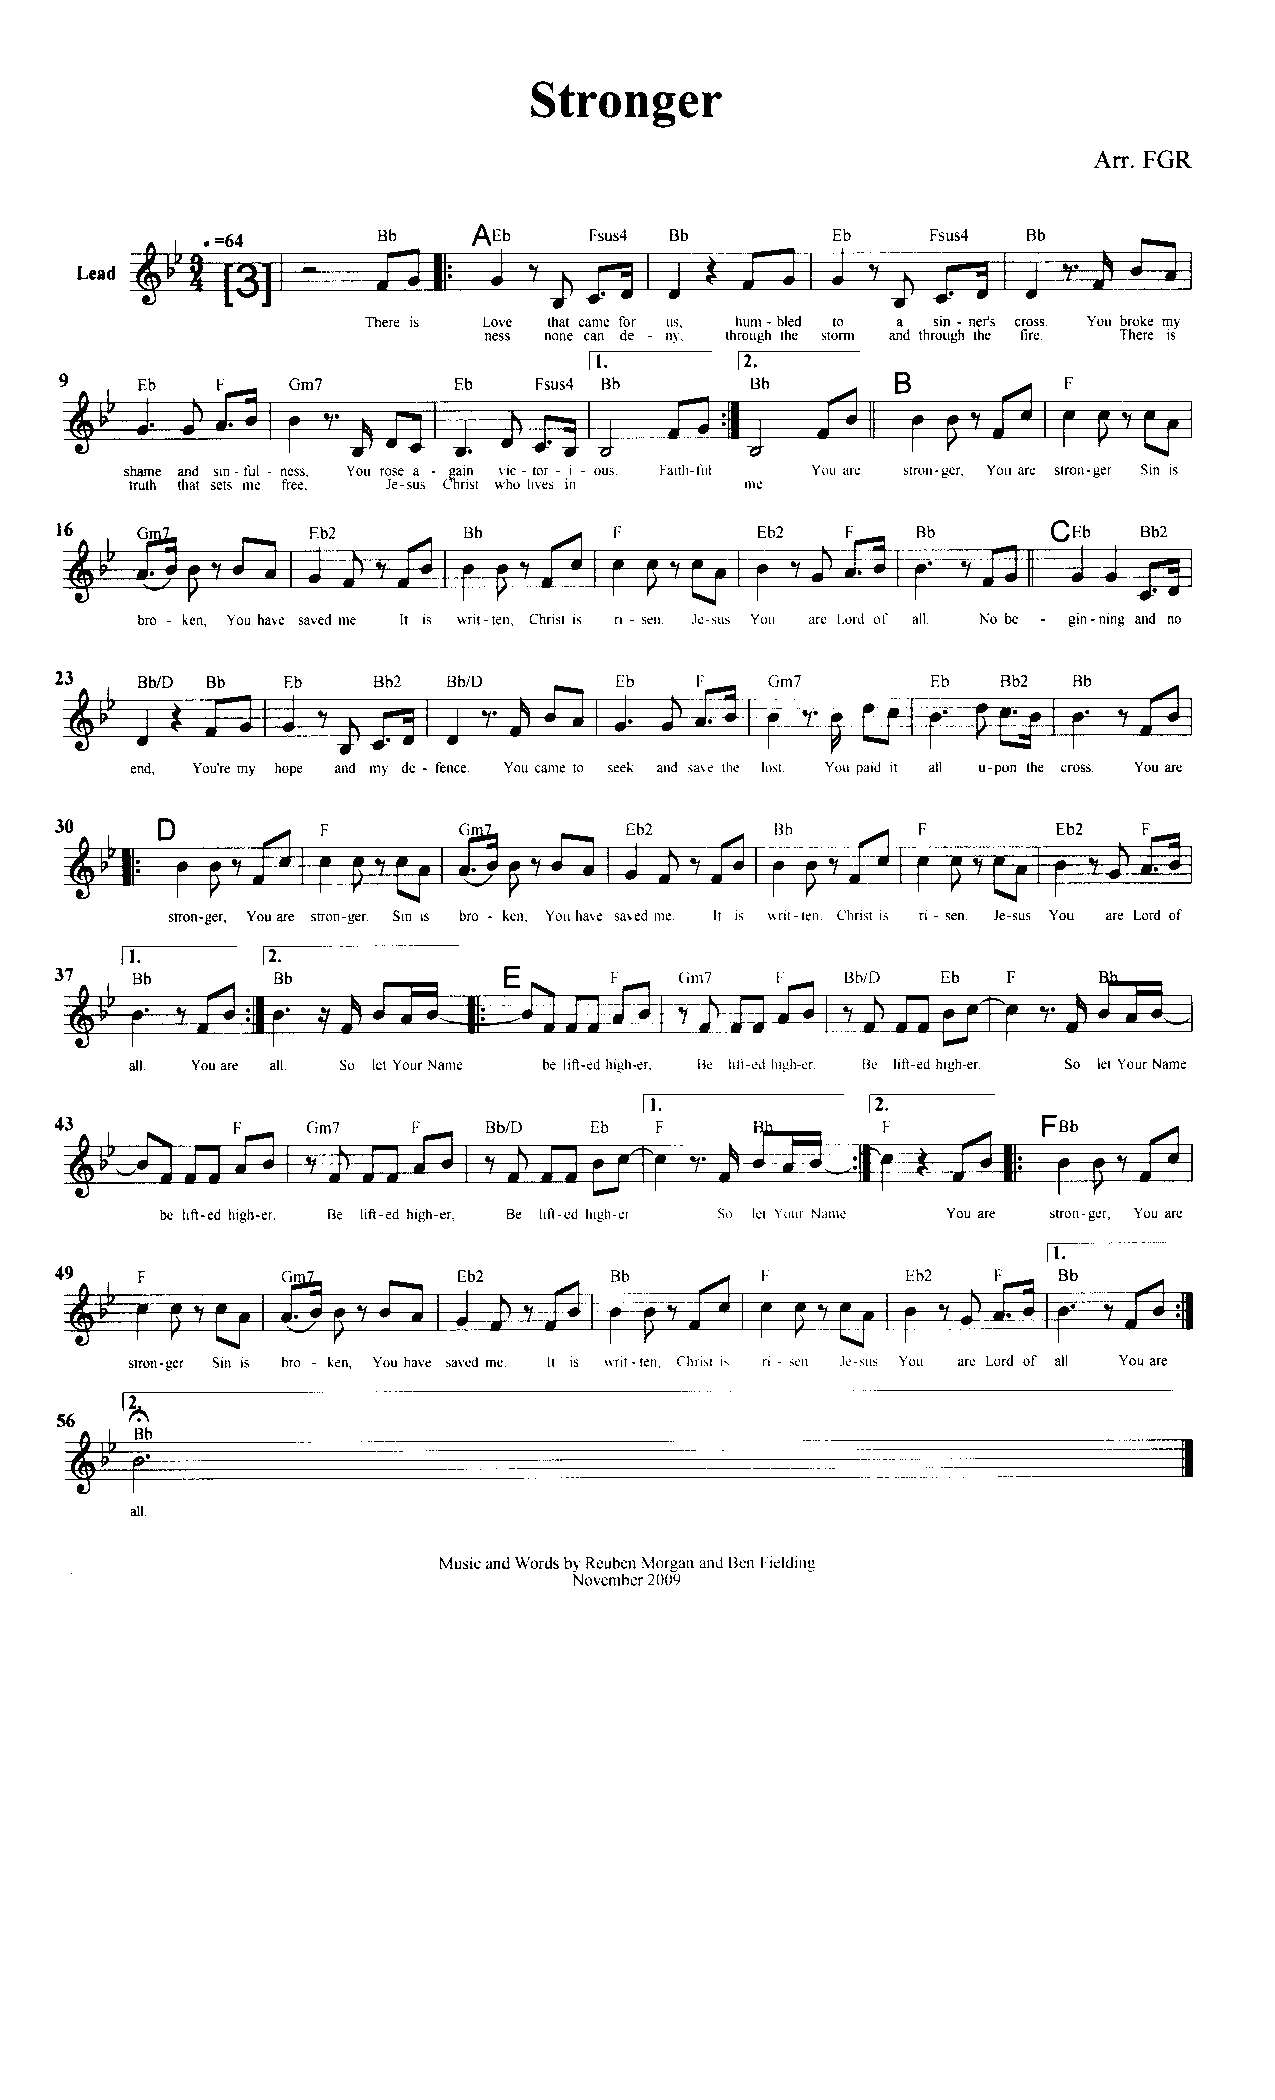 Stronger
Arr. FGR
.=64 Bb A Eb Fsus4 Bb Eb Fsus4 Bb
Lead 3 4 [3]
There is Love that came for us, hum - bled to a sin - ner's cross. You broke my
ness none can de - ny, through the storm and through the fire. There is
1. 2.
9 Eb F Gm7 Eb Fsus4 Bb Bb B F
shame and sin - ful - ness, You rose a - gain vic - tor - i - ous. Faith-ful You are stron-ger, You are stron-ger Sin is
truth that sets me free, Je-sus Christ who lives in me
16 Gm7 Eb2 Bb F Eb2 F Bb C Eb Bb2
bro - ken, You have saved me It is writ-ten, Christ is ri - sen. Je-sus You are Lord of all. No be - gin-ning and no
23 Bb/D Bb Eb Bb2 Bb/D Eb F Gm7 Eb Bb2 Bb
end, You're my hope and my de - fence. You came to seek and save the lost. You paid it all u-pon the cross. You are
30 D F Gm7 Eb2 Bb F Eb2 F
stron-ger, You are stron-ger. Sin is bro - ken, You have saved me. It is writ-ten. Christ is ri - sen. Je-sus You are Lord of
1. 2.
37 Bb Bb E F Gm7 F Bb/D Eb F Bb
all. You are all. So let Your Name be lift-ed high-er, Be lift-ed high-er. Be lift-ed high-er. So let Your Name
1. 2.
43 F Gm7 F Bb/D Eb F Bb F F Bb
be lift-ed high-er. Be lift-ed high-er, Be lift-ed high-er So let Your Name You are stron-ger, You are
1.
49 F Gm7 Eb2 Bb F Eb2 F Bb
stron-ger Sin is bro - ken, You have saved me. It is writ-ten, Christ is ri - sen Je-sus You are Lord of all You are
2.
56 Bb
all.
Music and Words by Reuben Morgan and Ben Fielding
November 2009